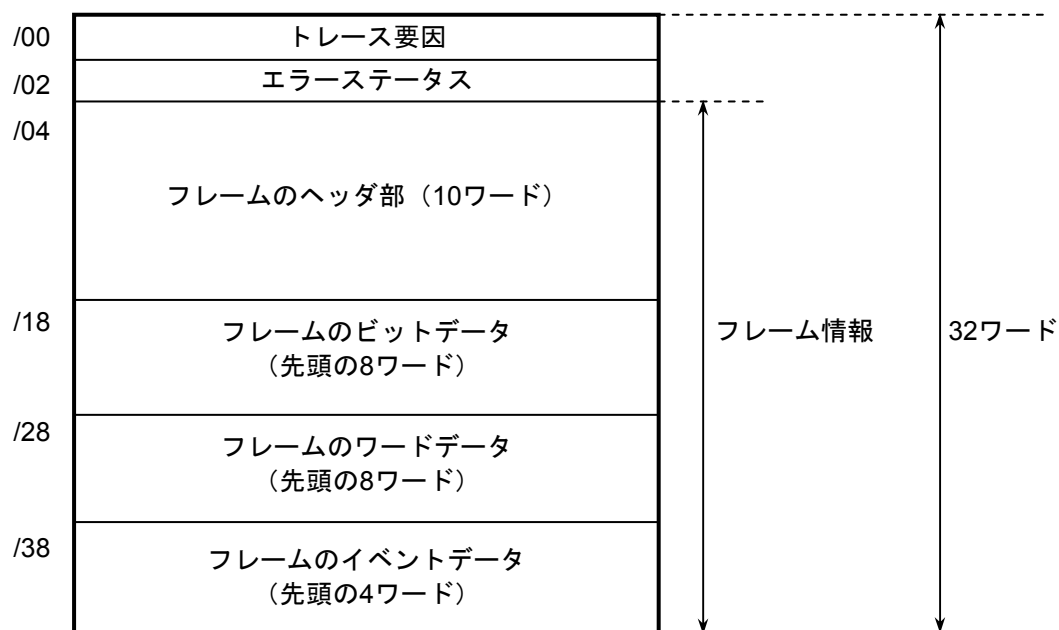 /00
トレース要因
/02
エラーステータス
/04
フレームのヘッダ部（10ワード）
/18
フレームのビットデータ
（先頭の8ワード）
フレーム情報
32ワード
/28
フレームのワードデータ
（先頭の8ワード）
/38
フレームのイベントデータ
（先頭の4ワード）